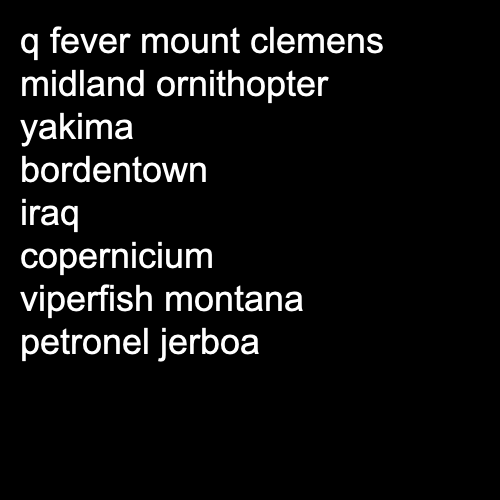 q fever mount clemens
midland ornithopter
yakima
bordentown
iraq
copernicium
viperfish montana
petronel jerboa